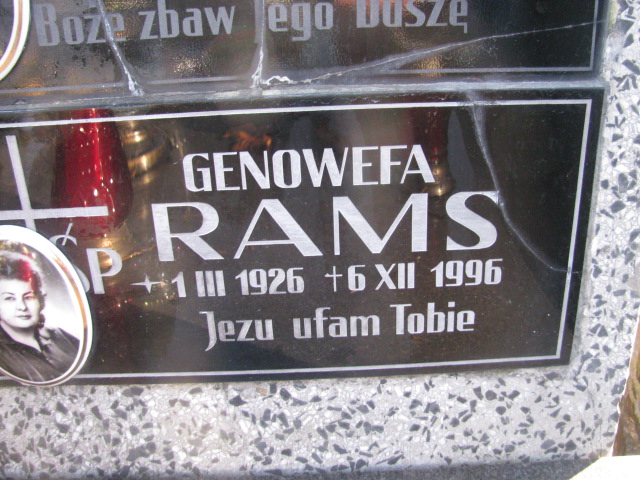 Boże zbaw Jego Duszę
GENOWEFA
RAMS
ŚP
1 III 1926 †6 XII 1996
Jezu ufam Tobie